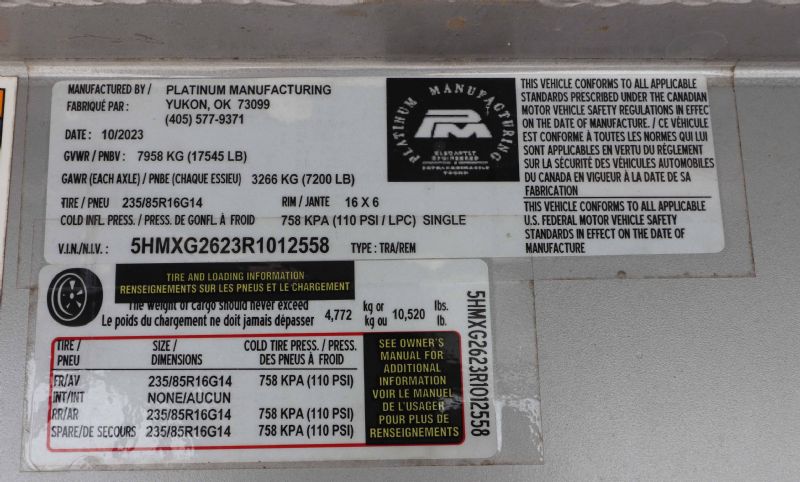 MANUFACTURED BY / PLATINUM MANUFACTURING
FABRIQUÉ PAR : YUKON, OK 73099
(405) 577-9371
DATE : 10/2023
GVWR / PNBV : 7958 KG (17545 LB)
GAWR (EACH AXLE) / PNBE (CHAQUE ESSIEU) 3266 KG (7200 LB)
TIRE / PNEU 235/85R16G14 RIM / JANTE 16 X 6
COLD INFL. PRESS. / PRESS. DE GONFL. À FROID 758 KPA (110 PSI / LPC) SINGLE
V.I.N./N.I.V. : 5HMXG2623R1012558 TYPE : TRA/REM
PLATINUM MANUFACTURING
PM
THIS VEHICLE CONFORMS TO ALL APPLICABLE
STANDARDS PRESCRIBED UNDER THE CANADIAN
MOTOR VEHICLE SAFETY REGULATIONS IN EFFECT
ON THE DATE OF MANUFACTURE. / CE VÉHICULE
EST CONFORME À TOUTES LES NORMES QUI LUI
SONT APPLICABLES EN VERTU DU RÈGLEMENT
SUR LA SÉCURITÉ DES VÉHICULES AUTOMOBILES
DU CANADA EN VIGUEUR À LA DATE DE SA
FABRICATION
THIS VEHICLE CONFORMS TO ALL APPLICABLE
U.S. FEDERAL MOTOR VEHICLE SAFETY
STANDARDS IN EFFECT ON THE DATE OF
MANUFACTURE
TIRE AND LOADING INFORMATION
RENSEIGNEMENTS SUR LES PNEUS ET LE CHARGEMENT
The weight of cargo should never exceed
Le poids du chargement ne doit jamais dépasser 4,772 kg or kg ou 10,520 lbs. lb.
TIRE / PNEU SIZE / DIMENSIONS COLD TIRE PRESS. / PRESS. DES PNEUS À FROID
FR/AV 235/85R16G14 758 KPA (110 PSI)
INT/INT NONE/AUCUN
RR/AR 235/85R16G14 758 KPA (110 PSI)
SPARE/DE SECOURS 235/85R16G14 758 KPA (110 PSI)
SEE OWNER'S
MANUAL FOR
ADDITIONAL
INFORMATION
VOIR LE MANUEL
DE L'USAGER
POUR PLUS DE
RENSEIGNEMENTS
5HMXG2623R1012558